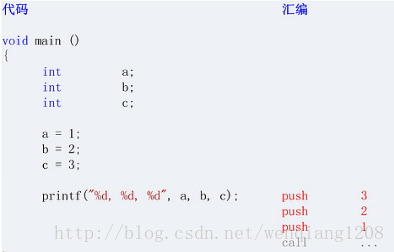 代码 汇编
void main ()
{
int a;
int b;
int c;
a = 1;
b = 2;
c = 3;
printf("%d, %d, %d", a, b, c); push 3
push 2
push 1
call ...
http://blog.csdn.net/wenqiang1208